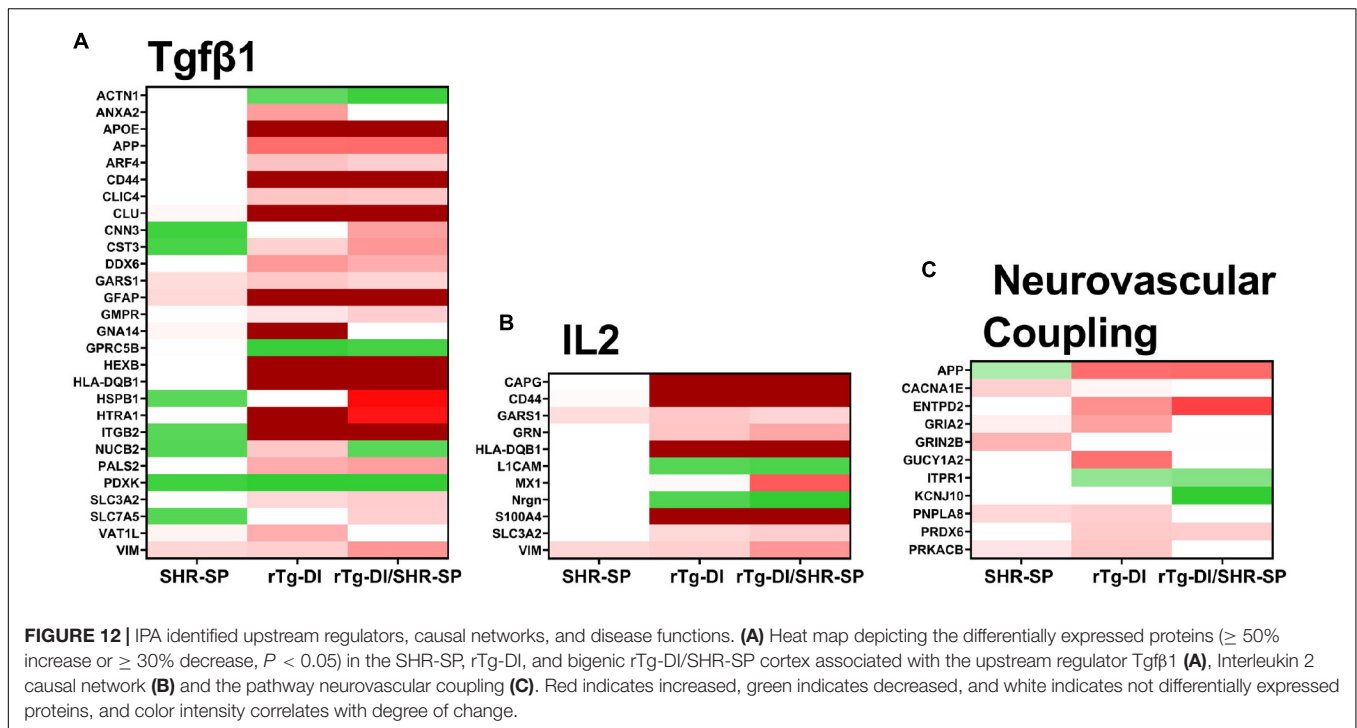 A
Tgfβ1
ACTN1
ANXA2
APOE
APP
ARF4
CD44
CLIC4
CLU
CNN3
CST3
DDX6
GARS1
GFAP
GMPR
GNA14
GPRC5B
HEXB
HLA-DQB1
HSPB1
HTRA1
ITGB2
NUCB2
PALS2
PDXK
SLC3A2
SLC7A5
VAT1L
VIM
SHR-SP rTg-DI rTg-DI/SHR-SP
B
IL2
CAPG
CD44
GARS1
GRN
HLA-DQB1
L1CAM
MX1
Nrgn
S100A4
SLC3A2
VIM
SHR-SP rTg-DI rTg-DI/SHR-SP
C
Neurovascular
Coupling
APP
CACNA1E
ENTPD2
GRIA2
GRIN2B
GUCY1A2
ITPR1
KCNJ10
PNPLA8
PRDX6
PRKACB
SHR-SP rTg-DI rTg-DI/SHR-SP
FIGURE 12 | IPA identified upstream regulators, causal networks, and disease functions. (A) Heat map depicting the differentially expressed proteins (≥ 50%
increase or ≥ 30% decrease, P < 0.05) in the SHR-SP, rTg-DI, and bigenic rTg-DI/SHR-SP cortex associated with the upstream regulator Tgfβ1 (A), Interleukin 2
causal network (B) and the pathway neurovascular coupling (C). Red indicates increased, green indicates decreased, and white indicates not differentially expressed
proteins, and color intensity correlates with degree of change.